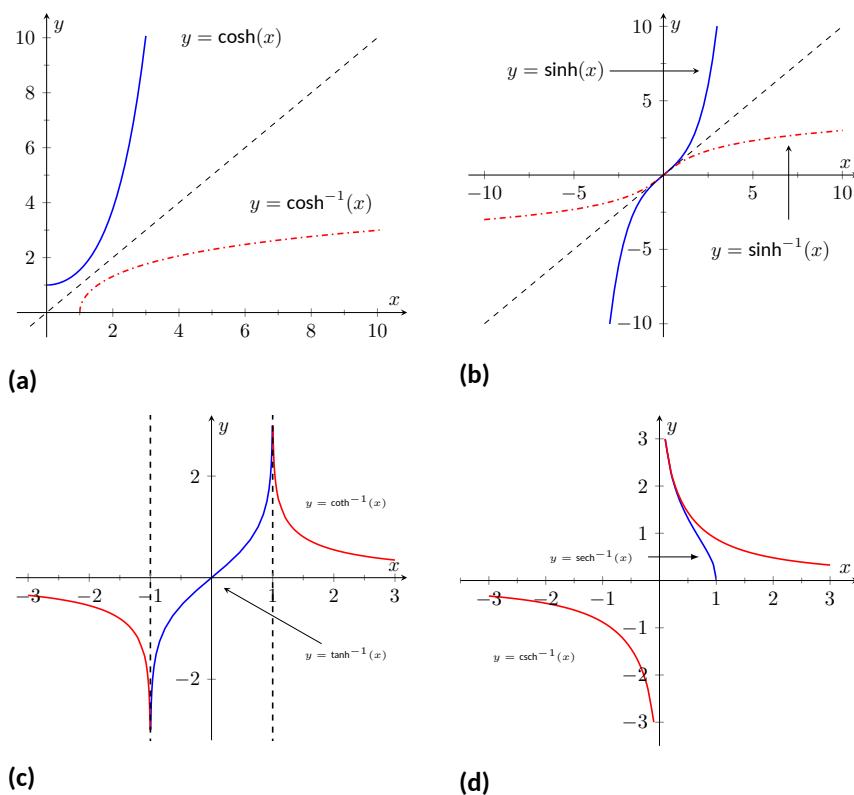 y
y = cosh(x)
10
8
6
4
2
y = cosh⁻¹(x)
x
2
4
6
8
10
(a)
10
y
y = sinh(x)
5
x
−10
−5
5
10
−5
y = sinh⁻¹(x)
−10
(b)
y
2
y = coth⁻¹(x)
x
−3
−2
−1
1
2
3
y = tanh⁻¹(x)
−2
(c)
3
y
2
1
y = sech⁻¹(x)
x
−3
−2
−1
1
2
3
−1
y = csch⁻¹(x)
−2
−3
(d)